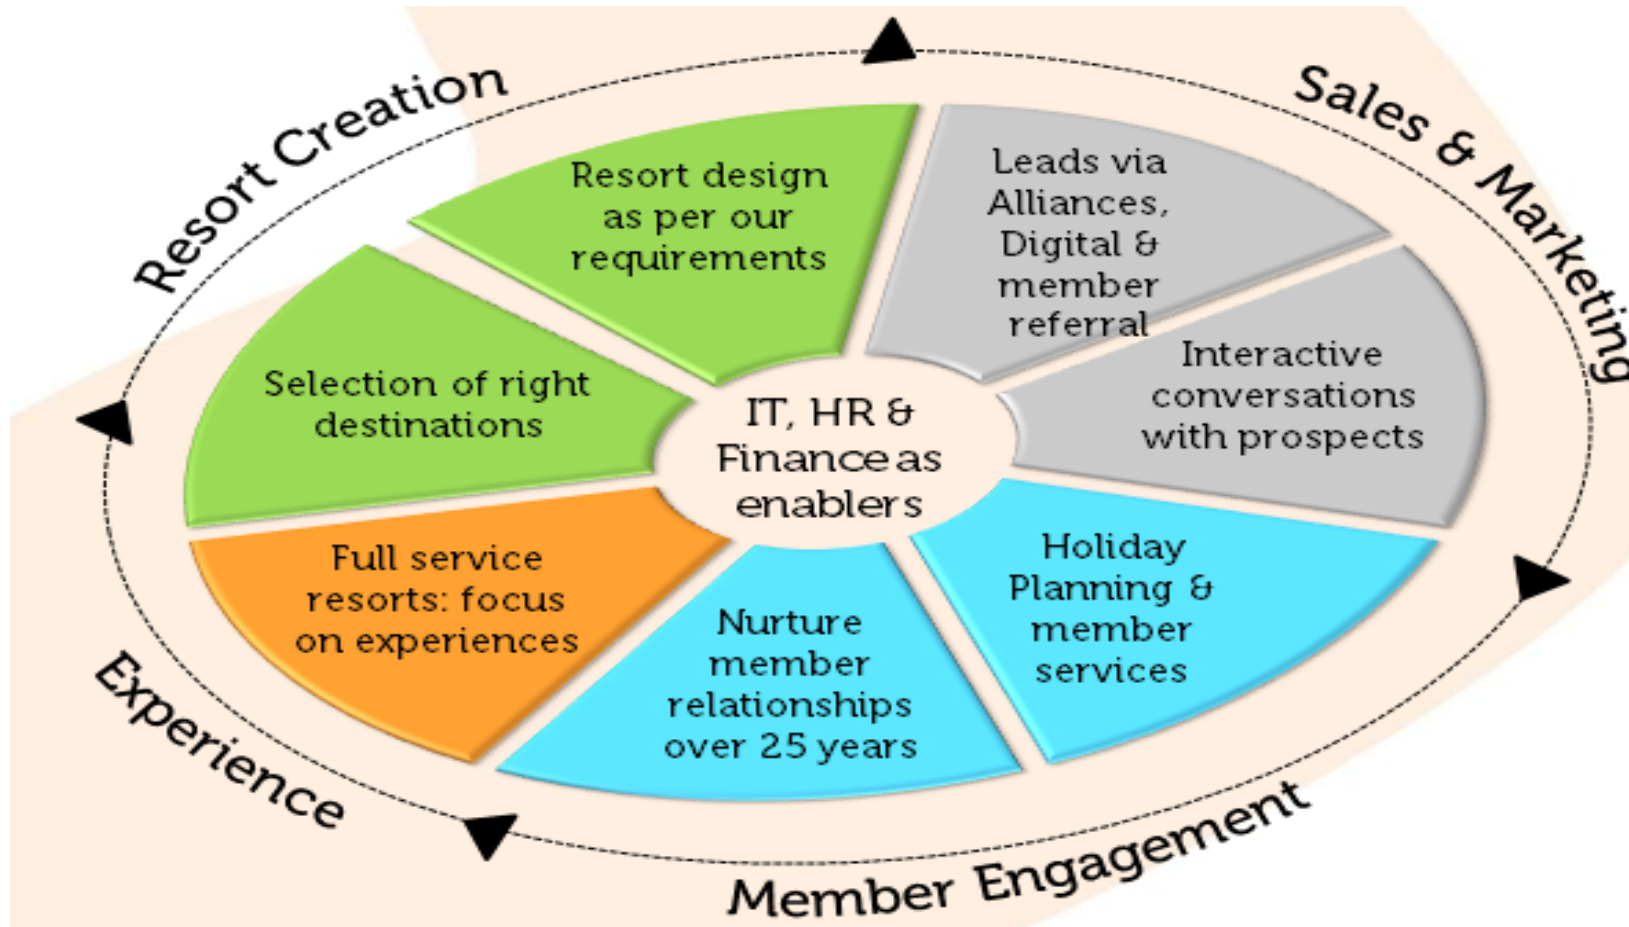 Resort Creation
Sales & Marketing
Resort design
as per our
requirements
Leads via
Alliances,
Digital &
member
referral
Selection of right
destinations
Interactive
conversations
with prospects
IT, HR &
Finance as
enablers
Full service
resorts: focus
on experiences
Nurture
member
relationships
over 25 years
Holiday
Planning &
member
services
Experience
Member Engagement